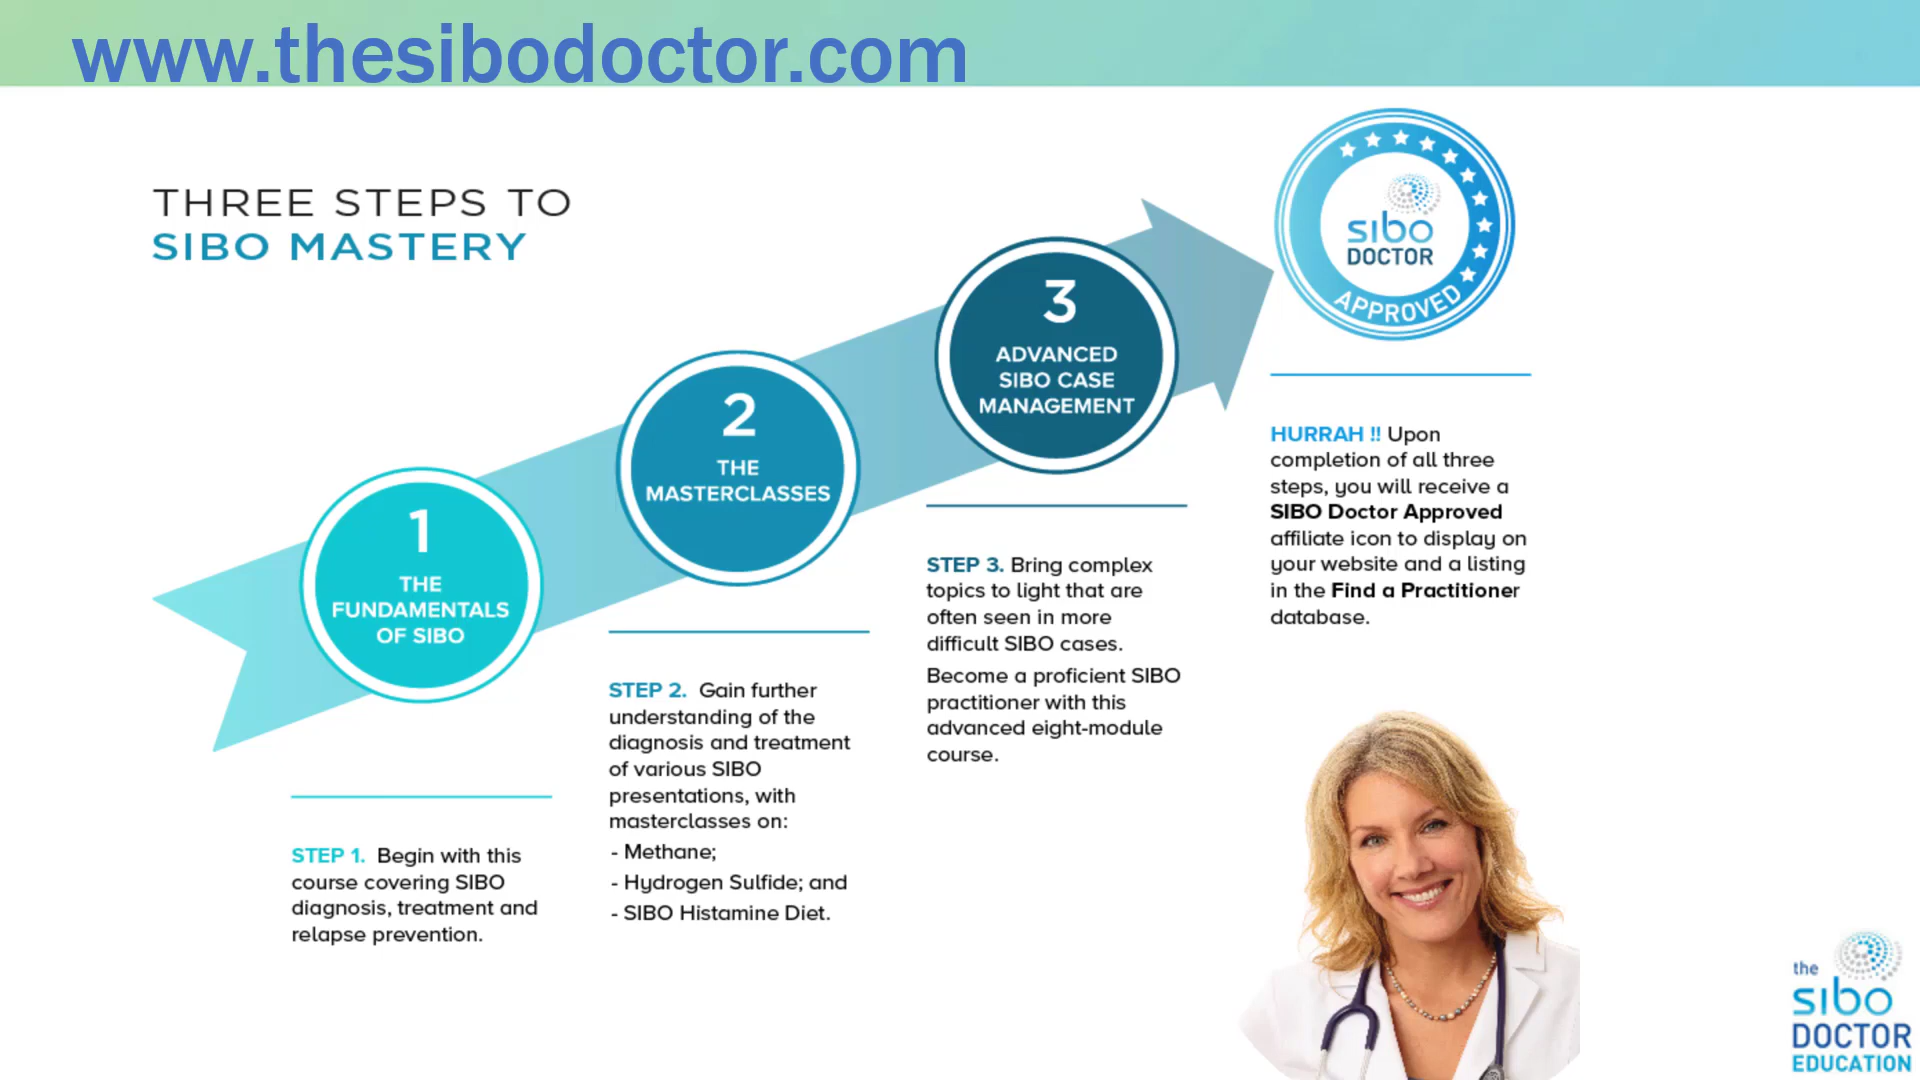 www.thesibodoctor.com
THREE STEPS TO
SIBO MASTERY
1
THE
FUNDAMENTALS
OF SIBO
STEP 1. Begin with this
course covering SIBO
diagnosis, treatment and
relapse prevention.
2
THE
MASTERCLASSES
STEP 2. Gain further
understanding of the
diagnosis and treatment
of various SIBO
presentations, with
masterclasses on:
- Methane;
- Hydrogen Sulfide; and
- SIBO Histamine Diet.
3
ADVANCED
SIBO CASE
MANAGEMENT
STEP 3. Bring complex
topics to light that are
often seen in more
difficult SIBO cases.
Become a proficient SIBO
practitioner with this
advanced eight-module
course.
sibo
DOCTOR
APPROVED
HURRAH !! Upon
completion of all three
steps, you will receive a
SIBO Doctor Approved
affiliate icon to display on
your website and a listing
in the Find a Practitioner
database.
the
sibo
DOCTOR
EDUCATION